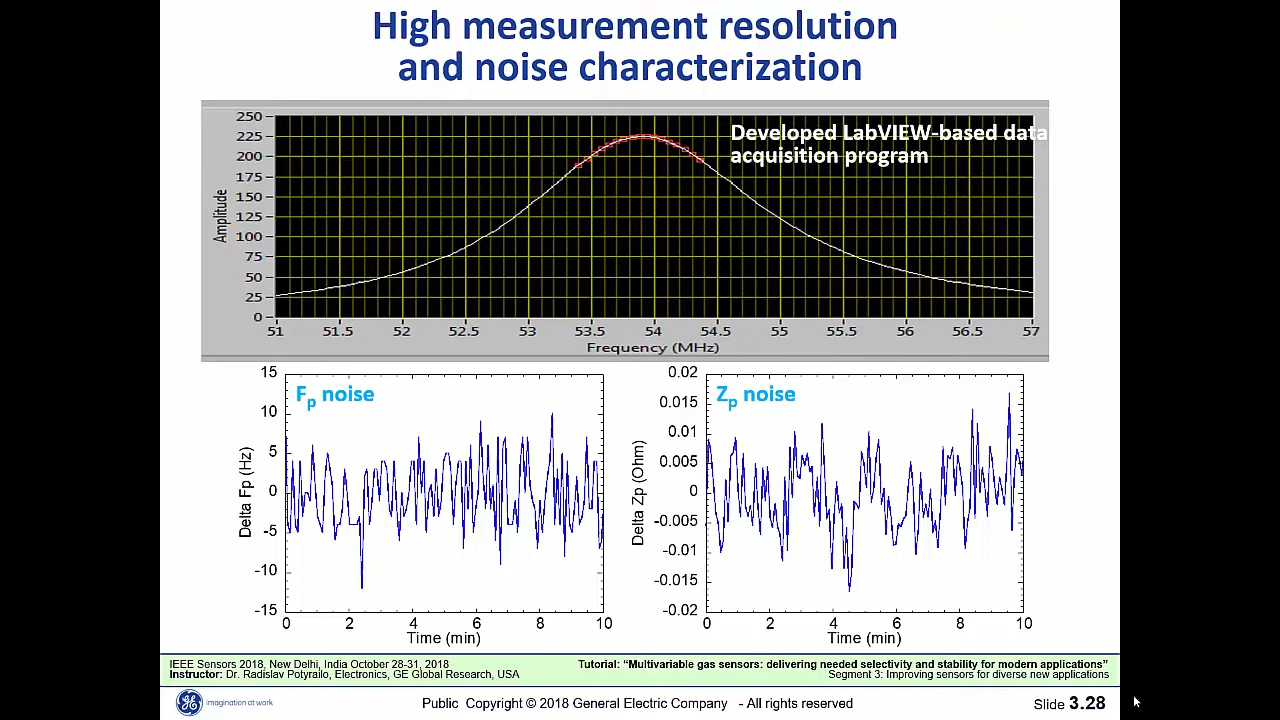 High measurement resolution
and noise characterization
Developed LabVIEW-based data
acquisition program
250
225
200
175
150
125
100
75
50
25
0
Amplitude
51 51.5 52 52.5 53 53.5 54 54.5 55 55.5 56 56.5 57
Frequency (MHz)
Fp noise
15
10
5
0
-5
-10
-15
Delta Fp (Hz)
0 2 4 6 8 10
Time (min)
Zp noise
0.02
0.015
0.01
0.005
0
-0.005
-0.01
-0.015
-0.02
Delta Zp (Ohm)
0 2 4 6 8 10
Time (min)
IEEE Sensors 2018, New Delhi, India October 28-31, 2018
Instructor: Dr. Radislav Potyrailo, Electronics, GE Global Research, USA
Tutorial: “Multivariable gas sensors: delivering needed selectivity and stability for modern applications”
Segment 3: Improving sensors for diverse new applications
GE
imagination at work
Public Copyright © 2018 General Electric Company - All rights reserved
Slide 3.28